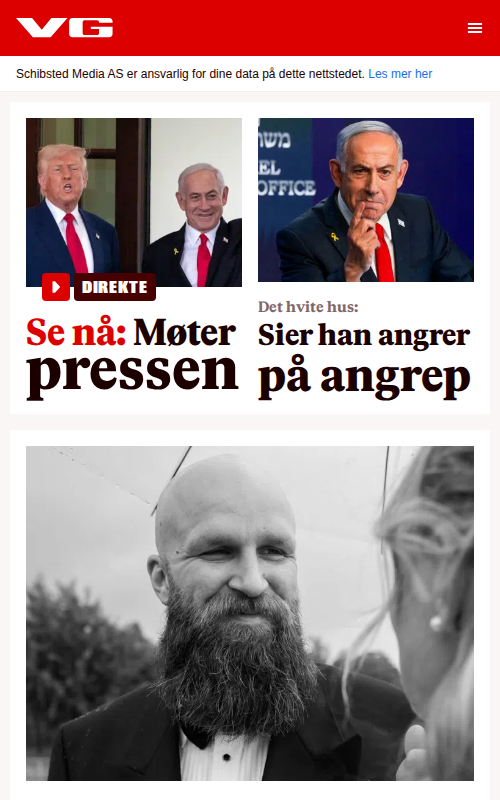 VG
Schibsted Media AS er ansvarlig for dine data på dette nettstedet. Les mer her
משר
EL
OFFICE
DIREKTE
Se nå: Møter
pressen
Det hvite hus:
Sier han angrer
på angrep